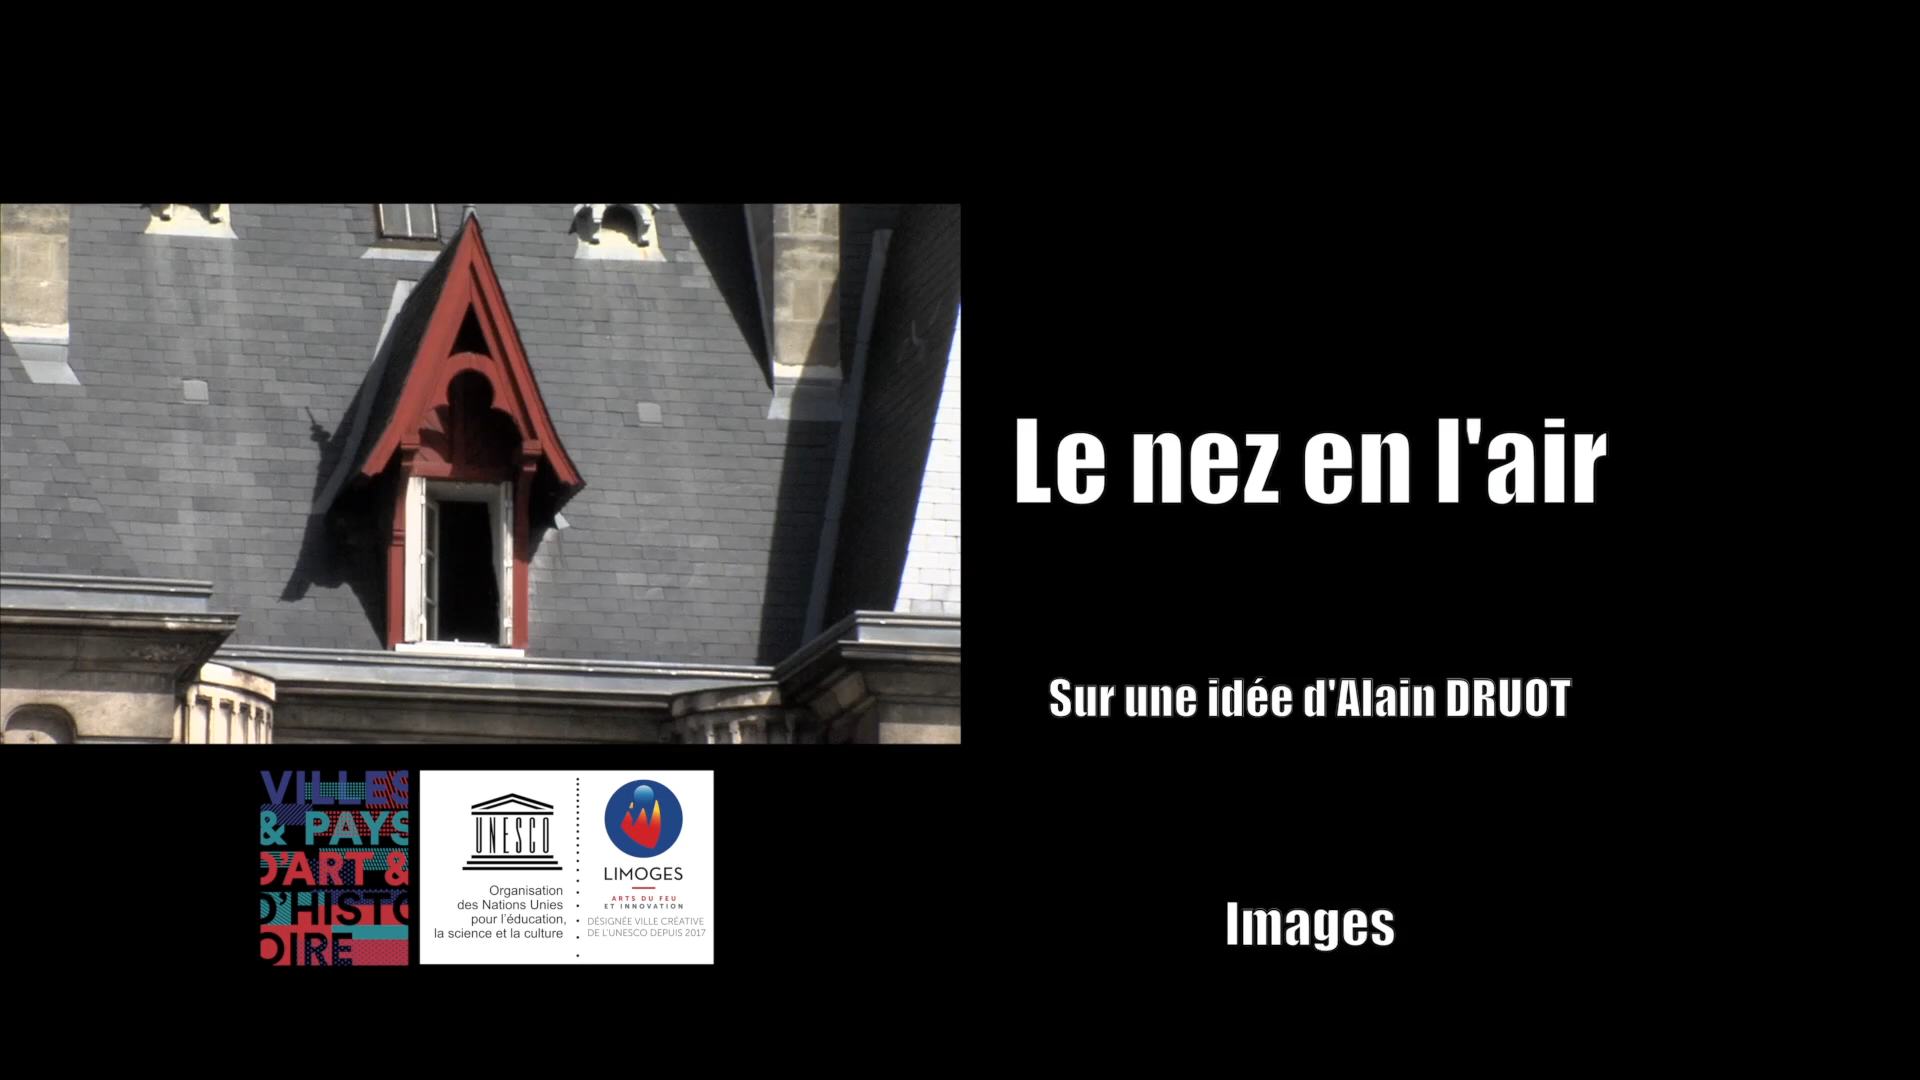 Le nez en l'air
Sur une idée d'Alain DRUOT
Images
VILLES
& PAYS
D'ART &
D'HISTO
OIRE
UNESCO
Organisation
des Nations Unies
pour l'éducation,
la science et la culture
LIMOGES
ARTS DU FEU
ET INNOVATION
DÉSIGNÉE VILLE CRÉATIVE
DE L'UNESCO DEPUIS 2017